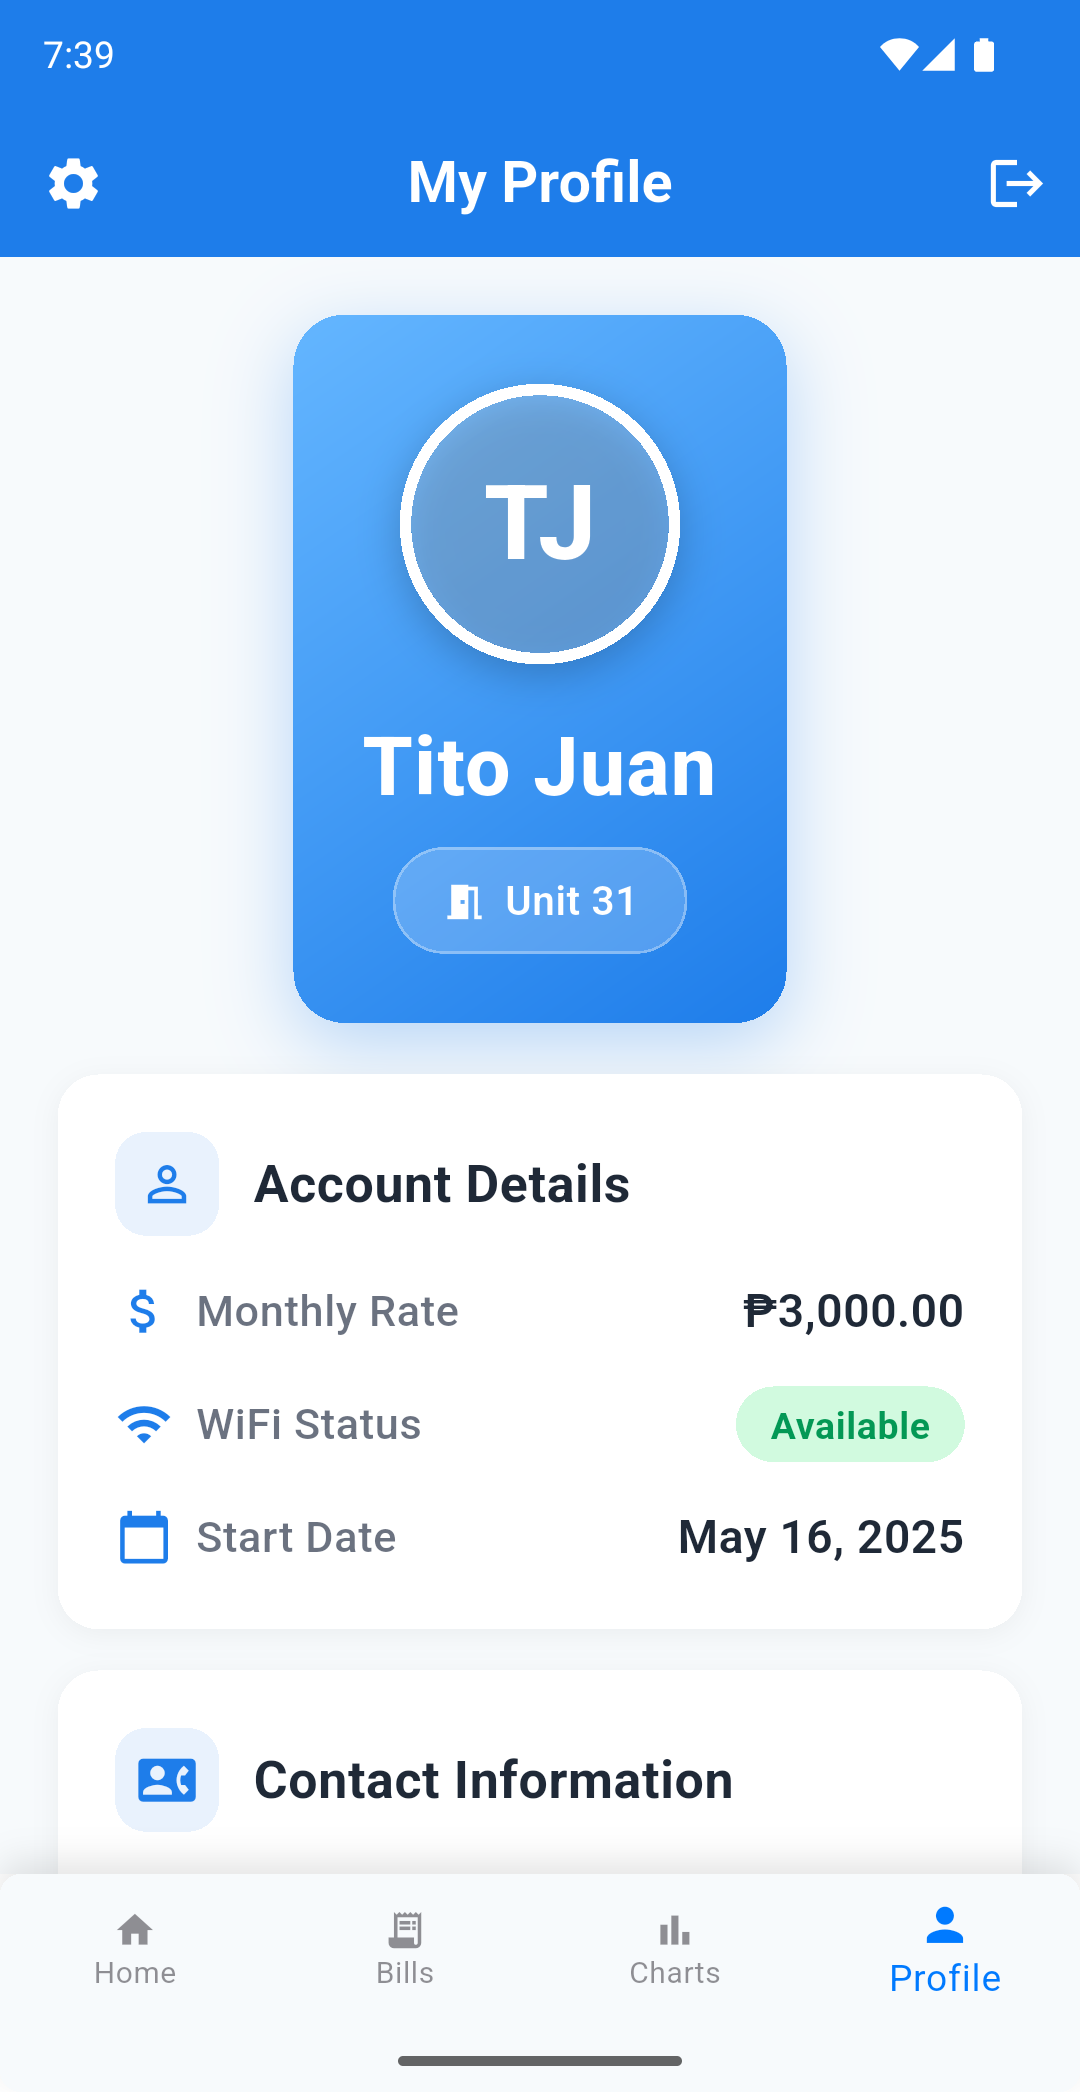 7:39
My Profile
TJ
Tito Juan
Unit 31
Account Details
Monthly Rate
₱3,000.00
WiFi Status
Available
Start Date
May 16, 2025
Contact Information
Home
Bills
Charts
Profile